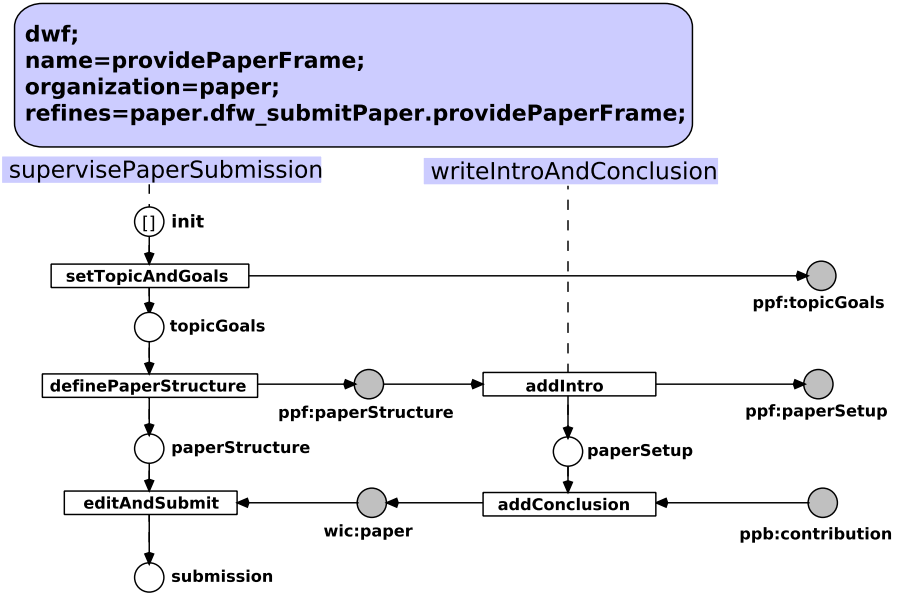 dwf;
name=providePaperFrame;
organization=paper;
refines=paper.dfw_submitPaper.providePaperFrame;
supervisePaperSubmission
writeIntroAndConclusion
[] init
setTopicAndGoals
ppf:topicGoals
topicGoals
definePaperStructure
addIntro
ppf:paperStructure
ppf:paperSetup
paperStructure
paperSetup
editAndSubmit
addConclusion
wic:paper
ppb:contribution
submission